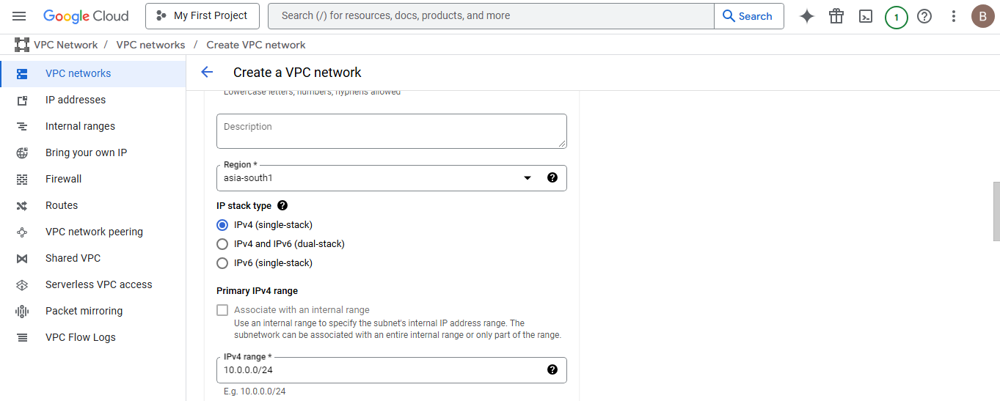 Google Cloud
My First Project
Search (/) for resources, docs, products, and more
Search
1
B
VPC Network / VPC networks / Create VPC network
VPC networks
IP addresses
Internal ranges
Bring your own IP
Firewall
Routes
VPC network peering
Shared VPC
Serverless VPC access
Packet mirroring
VPC Flow Logs
Create a VPC network
Lowercase letters, numbers, hyphens allowed
Description
Region *
asia-south1
IP stack type
IPv4 (single-stack)
IPv4 and IPv6 (dual-stack)
IPv6 (single-stack)
Primary IPv4 range
Associate with an internal range
Use an internal range to specify the subnet's internal IP address range. The
subnetwork can be associated with an entire internal range or only part of the range.
IPv4 range *
10.0.0.0/24
E.g. 10.0.0.0/24